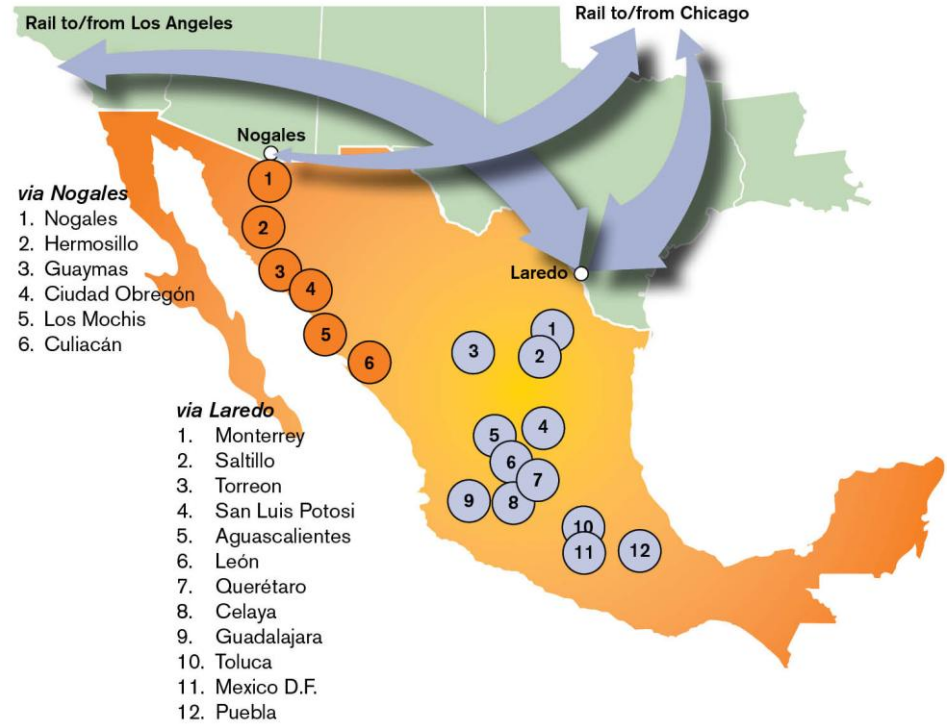 Rail to/from Los Angeles
Rail to/from Chicago
Nogales
via Nogales
1. Nogales
2. Hermosillo
3. Guaymas
4. Ciudad Obregón
5. Los Mochis
6. Culiacán
1
2
3
4
5
6
Laredo
via Laredo
1. Monterrey
2. Saltillo
3. Torreon
4. San Luis Potosi
5. Aguascalientes
6. León
7. Querétaro
8. Celaya
9. Guadalajara
10. Toluca
11. Mexico D.F.
12. Puebla
1
2
3
4
5
6
7
8
9
10
11
12